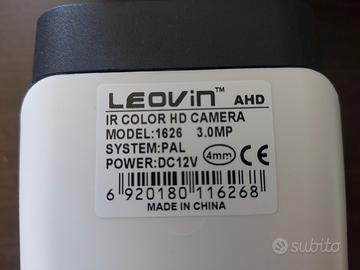 LEOVIN™ AHD
IR COLOR HD CAMERA
MODEL:1626 3.0MP
SYSTEM:PAL
POWER:DC12V 4mm CE
6 920180 116268
MADE IN CHINA
subito